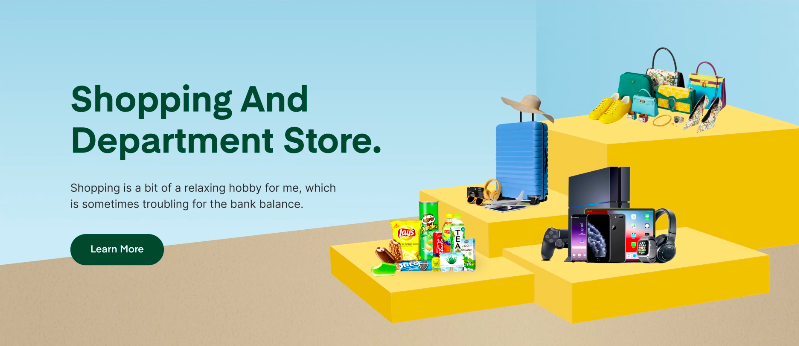 Shopping And
Department Store.
Shopping is a bit of a relaxing hobby for me, which
is sometimes troubling for the bank balance.
Learn More
Lay's
TEA